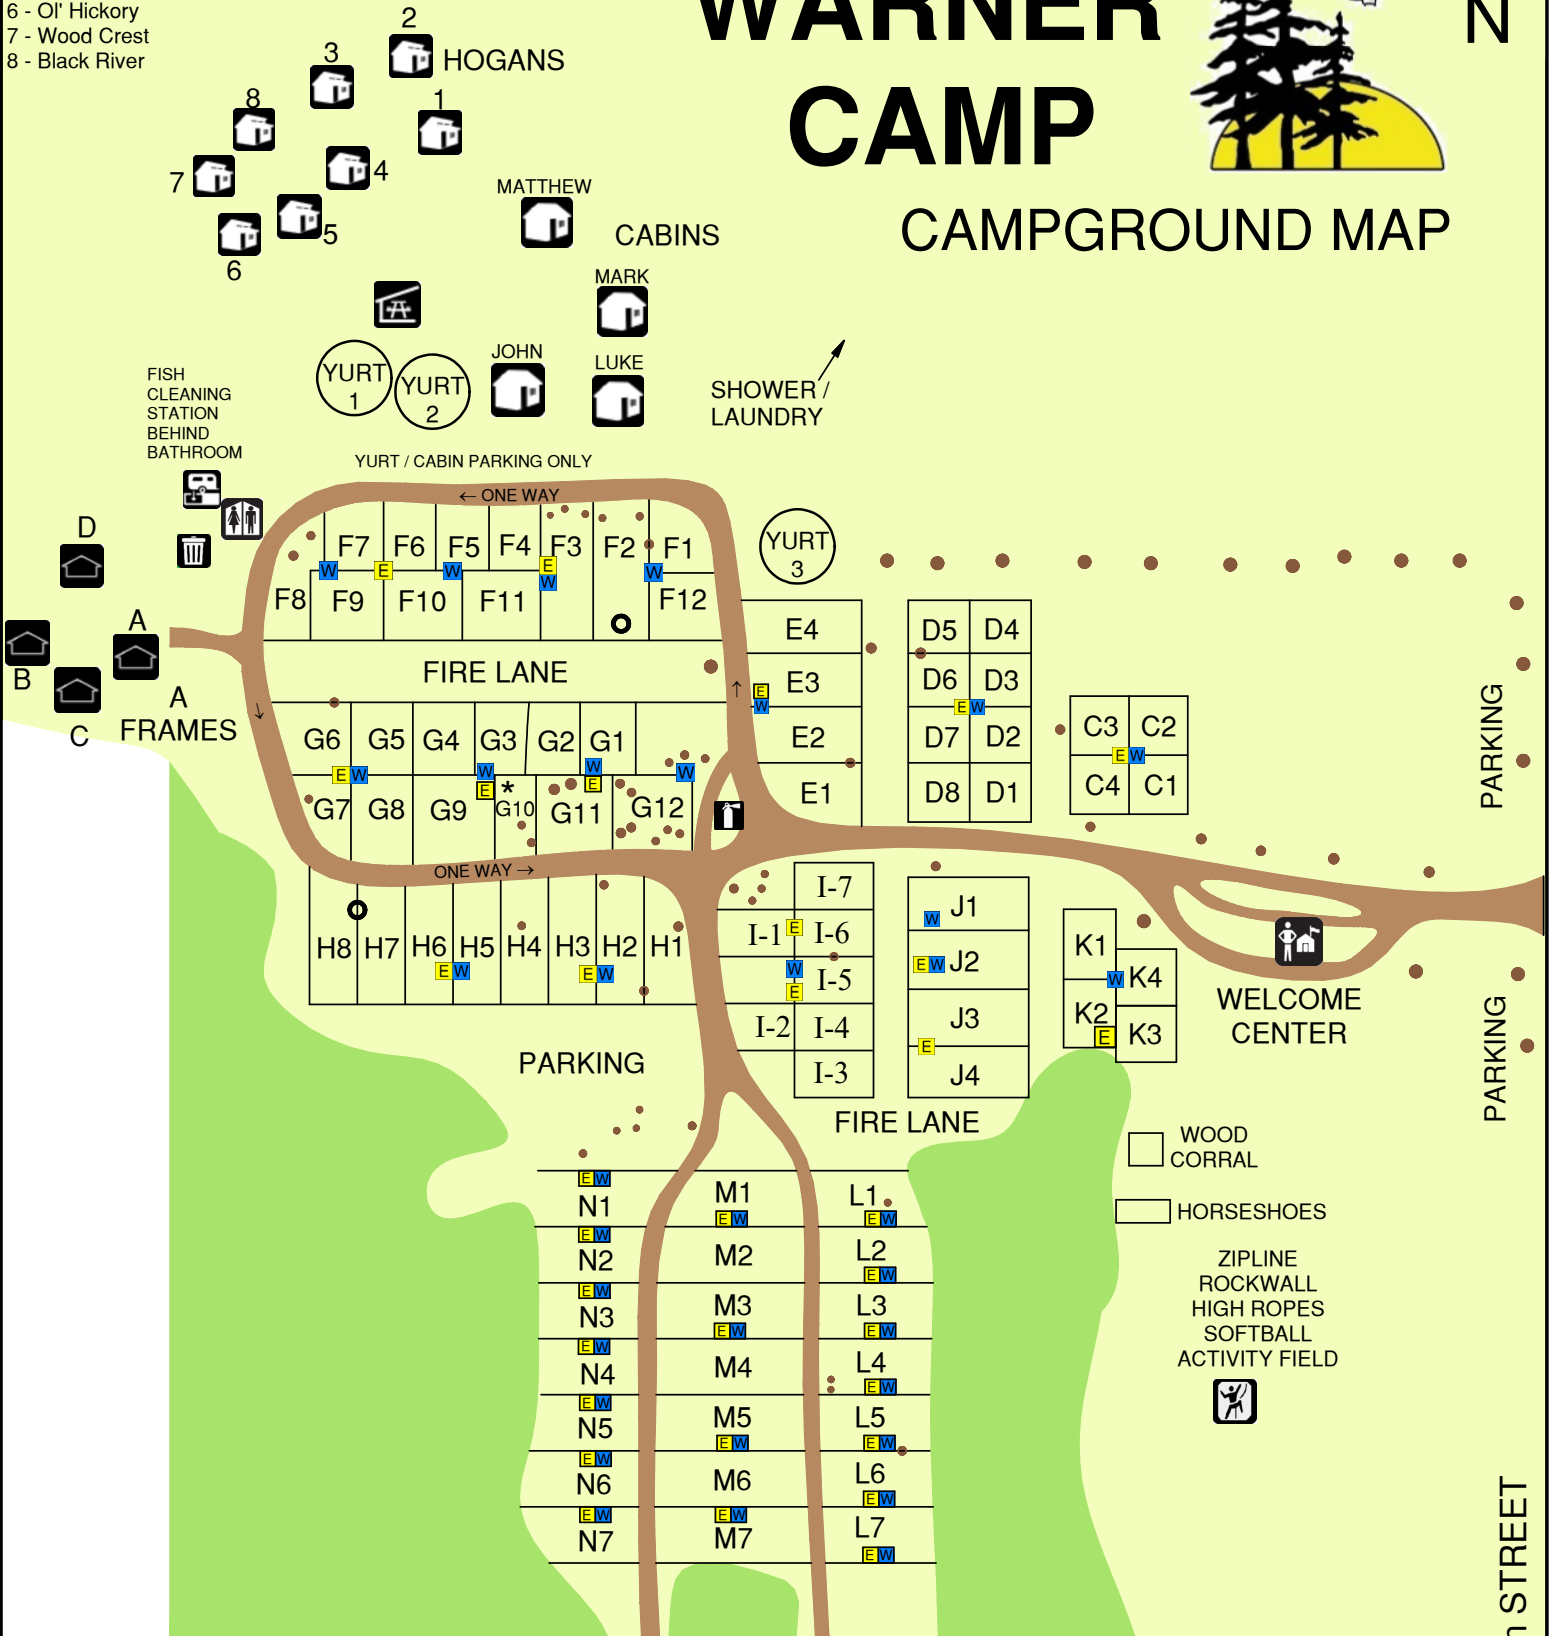 6 - Ol' Hickory
7 - Wood Crest
8 - Black River
WARNER
CAMP
N
CAMPGROUND MAP
2
HOGANS
3
1
8
4
7
5
6
MATTHEW
CABINS
MARK
JOHN
LUKE
YURT
1
YURT
2
SHOWER /
LAUNDRY
FISH
CLEANING
STATION
BEHIND
BATHROOM
YURT / CABIN PARKING ONLY
← ONE WAY
D
A
B
C
A
FRAMES
YURT
3
F7 F6 F5 F4 F3 F2 F1
W E W E W W
F8 F9 F10 F11 F12
FIRE LANE
↑
↓
E4
E3
E W
E2
E1
D5 D4
D6 D3
E W
D7 D2
D8 D1
C3 C2
E W
C4 C1
PARKING
G6 G5 G4 G3 G2 G1
E W W E W E W
G7 G8 G9 * G10 G11 G12
ONE WAY →
H8 H7 H6 H5 H4 H3 H2 H1
E W E W
I-7
I-1 E I-6
W E I-5
I-2 I-4
I-3
J1
W
E W J2
J3
E
J4
K1
W K4
K2
E K3
WELCOME
CENTER
PARKING
PARKING
FIRE LANE
WOOD
CORRAL
HORSESHOES
ZIPLINE
ROCKWALL
HIGH ROPES
SOFTBALL
ACTIVITY FIELD
E W
N1 M1 L1
E W E W
E W
N2 M2 L2
E W
E W
N3 M3 L3
E W E W
E W
N4 M4 L4
E W
E W
N5 M5 L5
E W E W
E W
N6 M6 L6
E W
E W E W
N7 M7 L7
E W
STREET